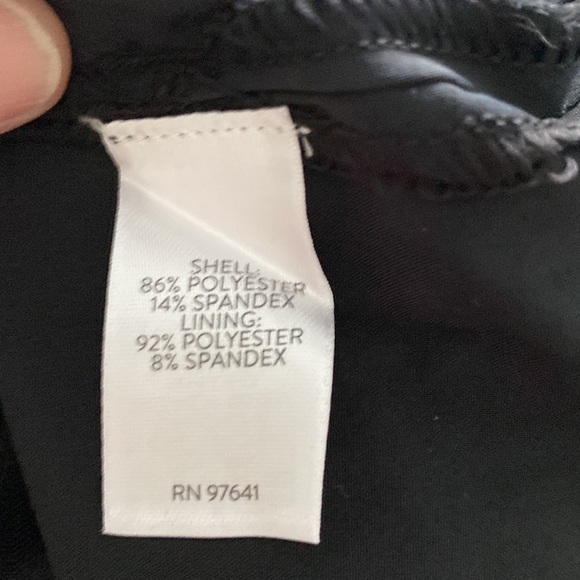 SHELL:
86% POLYESTER
14% SPANDEX
LINING:
92% POLYESTER
8% SPANDEX
RN 97641